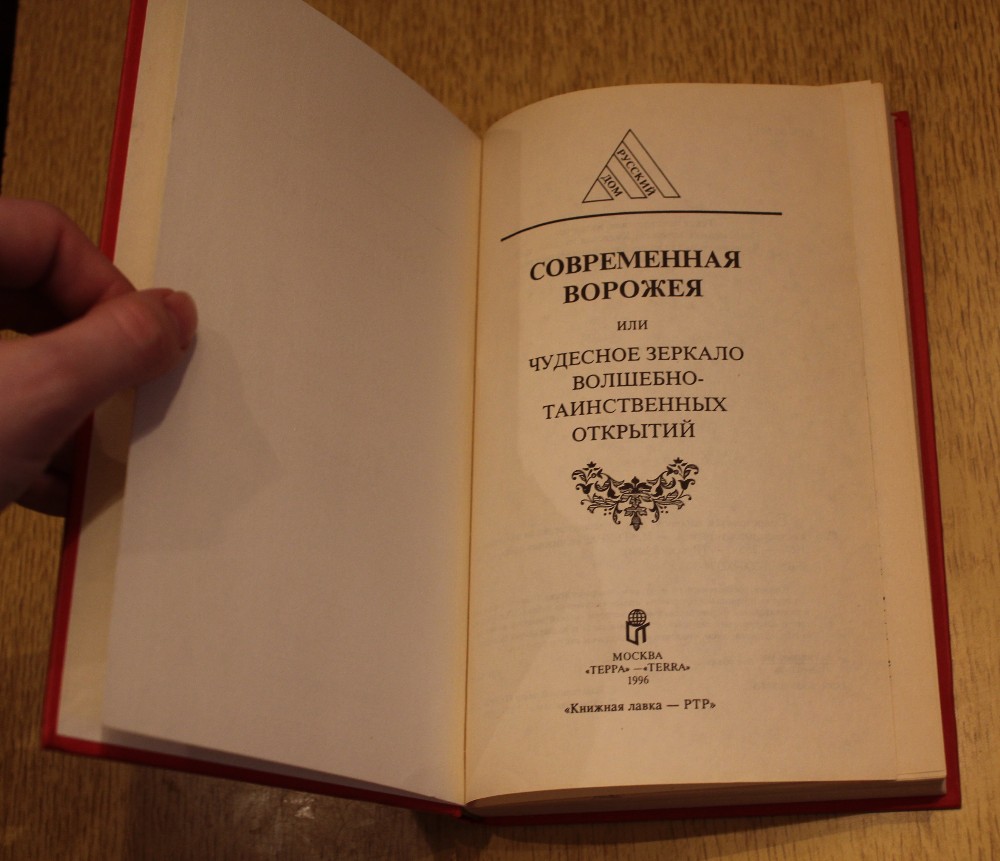 РУССКИЙ
ДОМ
СОВРЕМЕННАЯ
ВОРОЖЕЯ
ИЛИ
ЧУДЕСНОЕ ЗЕРКАЛО
ВОЛШЕБНО-
ТАИНСТВЕННЫХ
ОТКРЫТИЙ
МОСКВА
«ТЕРРА» —«TERRA»
1996
«Книжная лавка — РТР»